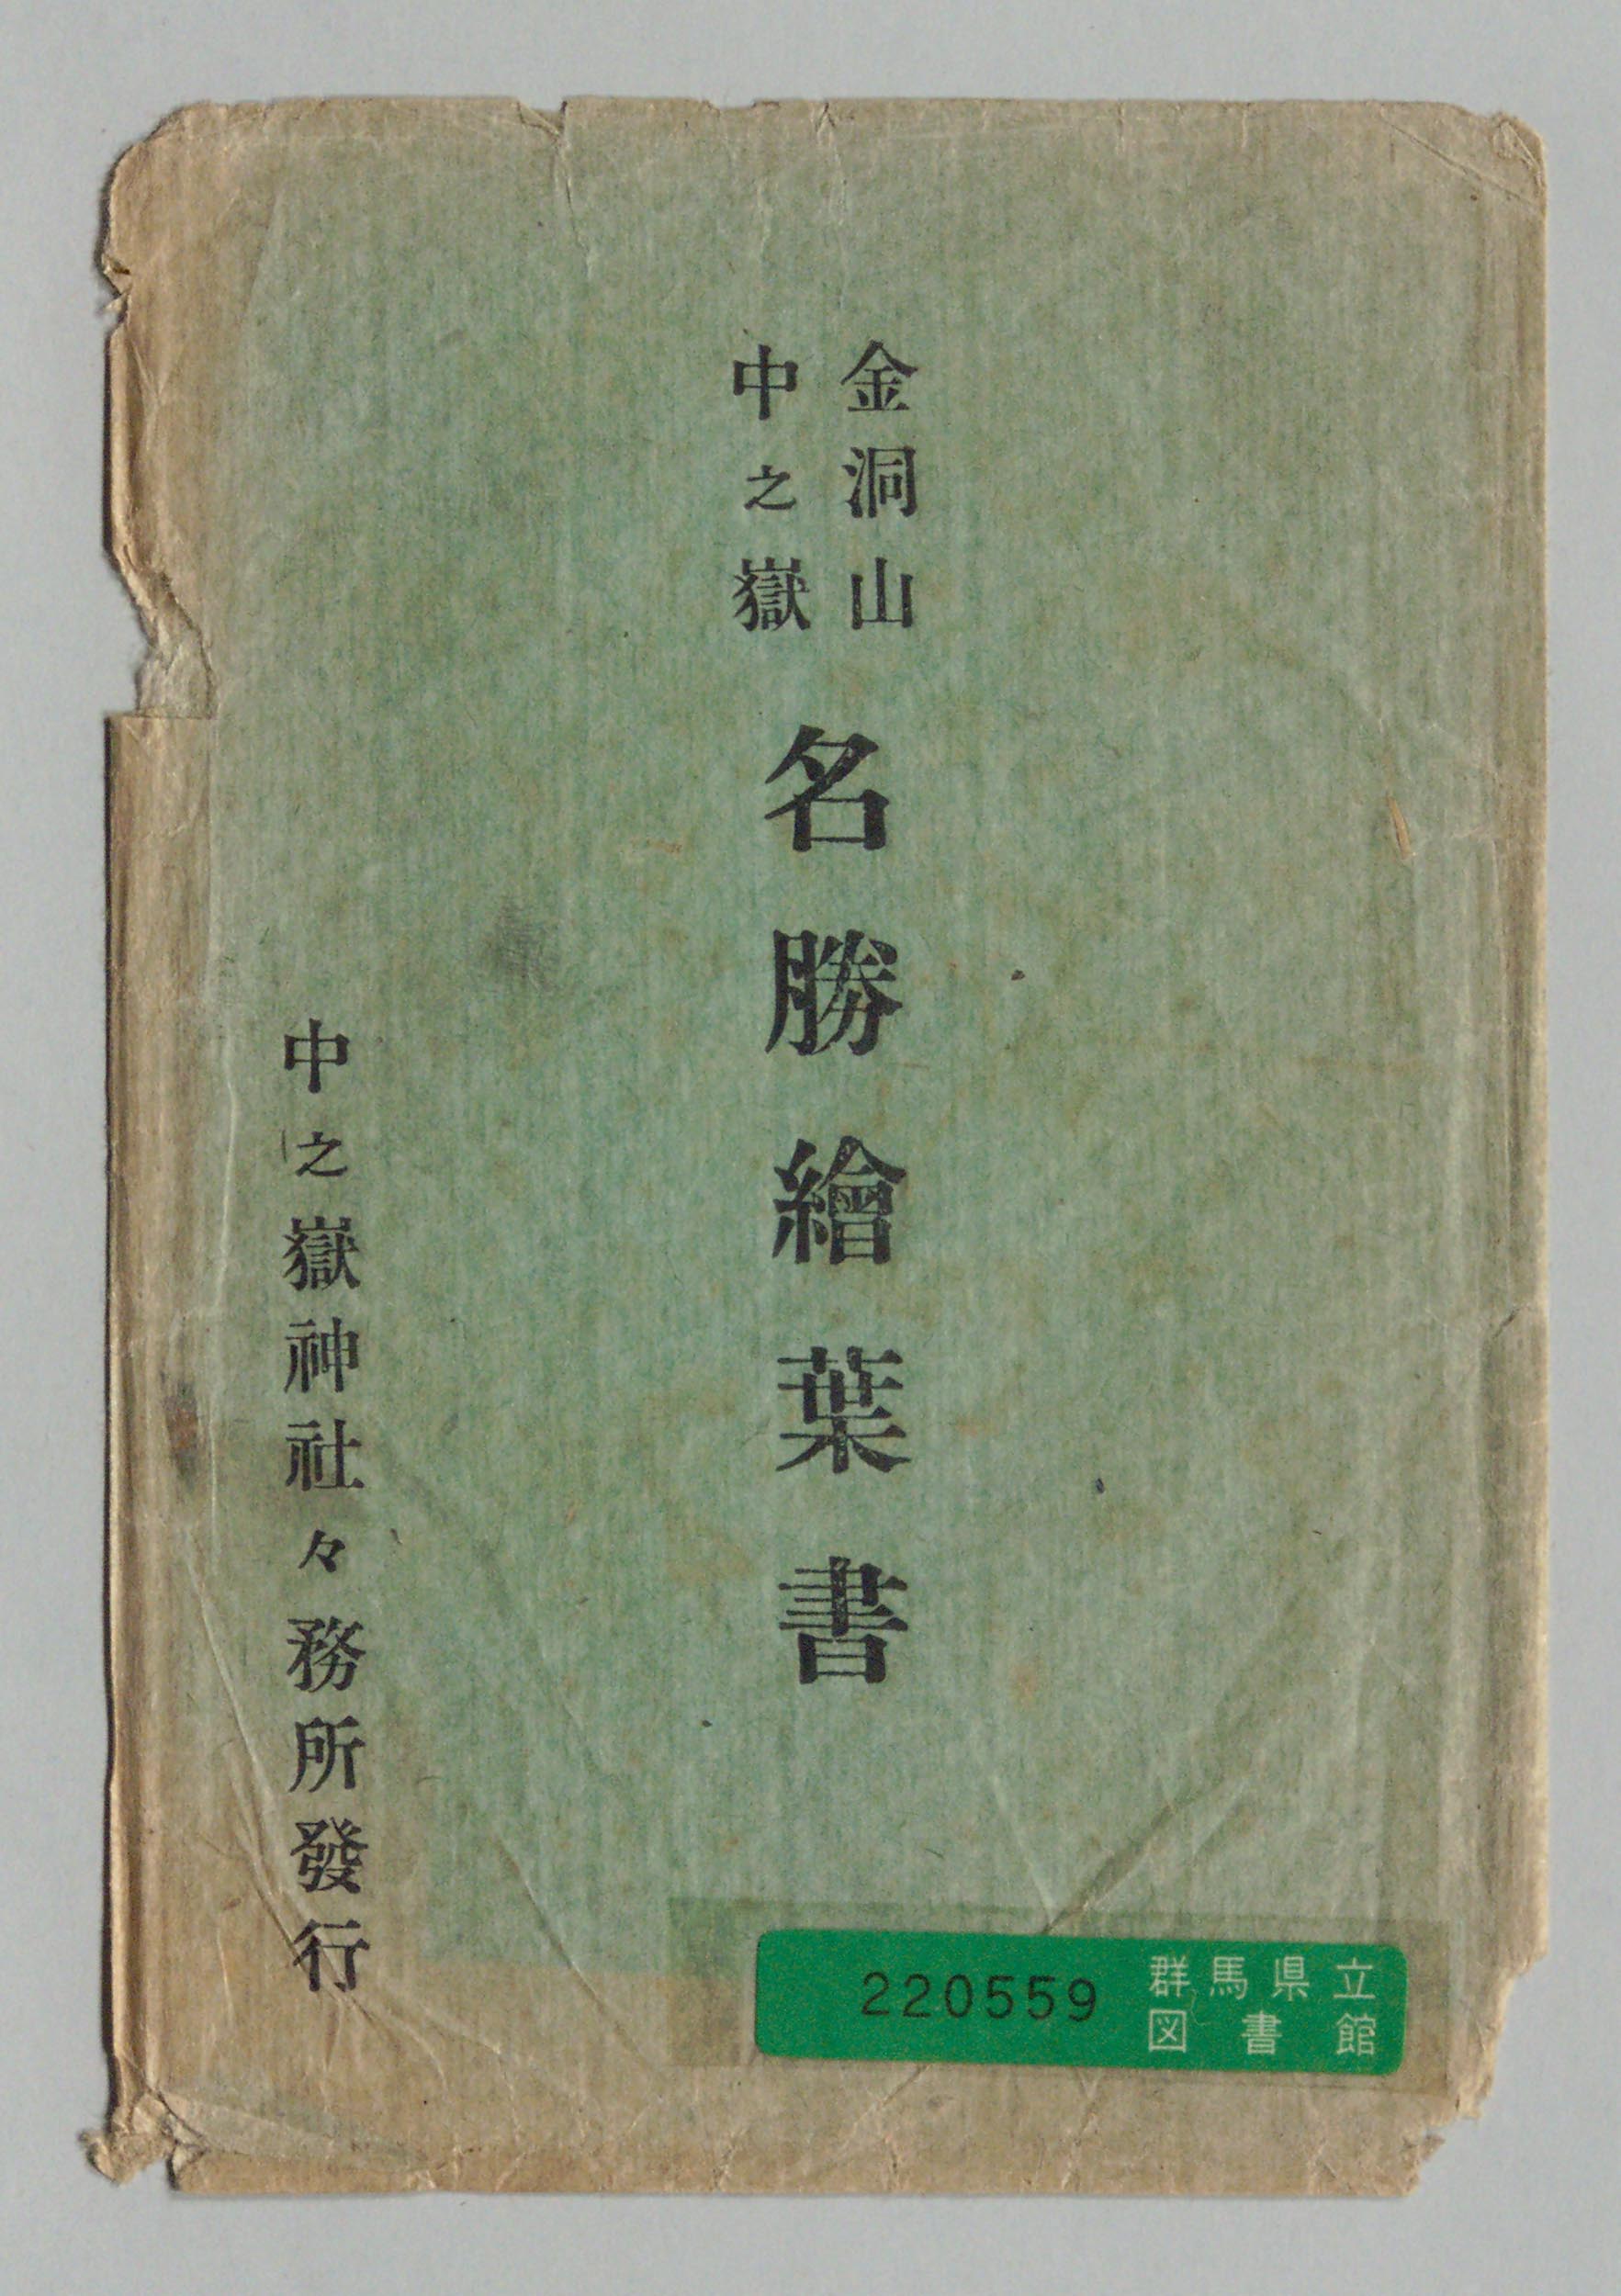 金洞山
中之嶽
名勝繪葉書
中之嶽神社々務所發行
220559
群馬県立
図書館